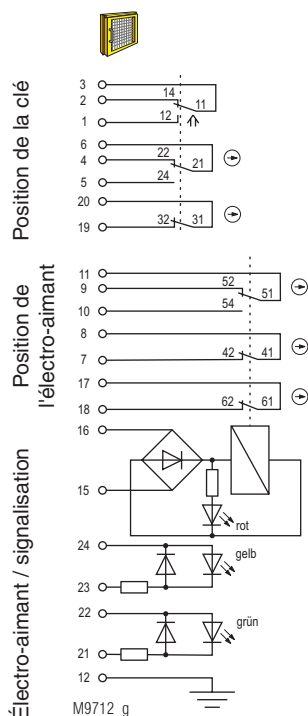 Position de la clé
3
2 14 11
1 12
6
4 22 21
5 24
20
19 32 31
Position de
l'électro-aimant
11
9 52 51
10 54
8
7 42 41
17
18 62 61
Électro-aimant / signalisation
16
15
rot
24
gelb
23
22
grün
21
12
M9712_g